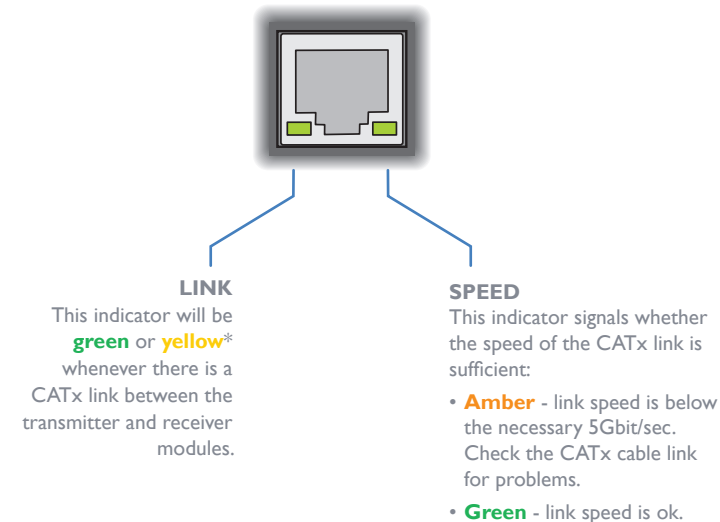 LINK
This indicator will be
green or yellow*
whenever there is a
CATx link between the
transmitter and receiver
modules.
SPEED
This indicator signals whether
the speed of the CATx link is
sufficient:
• Amber - link speed is below
the necessary 5Gbit/sec.
Check the CATx cable link
for problems.
• Green - link speed is ok.